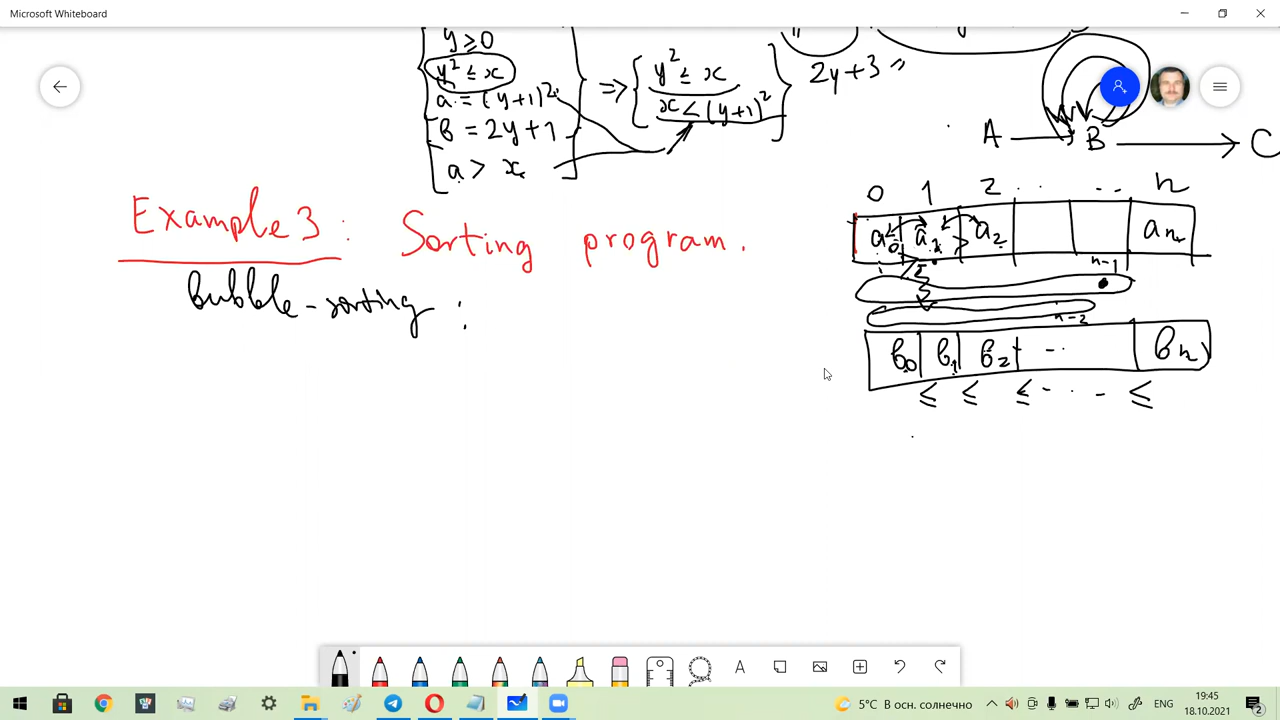 Microsoft Whiteboard
y ≥ 0
y² ≤ x
a = (y+1)²
b = 2y+1
a > x
=> { y² ≤ x
x < (y+1)² }
2y+3
A → B → C
Example 3: Sorting program.
bubble-sorting :
0 1 2 ... .. n
a₀ a₁ > a₂ aₙ
n-1
n-2
b₀ b₁ b₂ -.. bₙ
≤ ≤ ≤ -..- ≤
A
5°C В осн. солнечно
ENG
19:45
18.10.2021
2